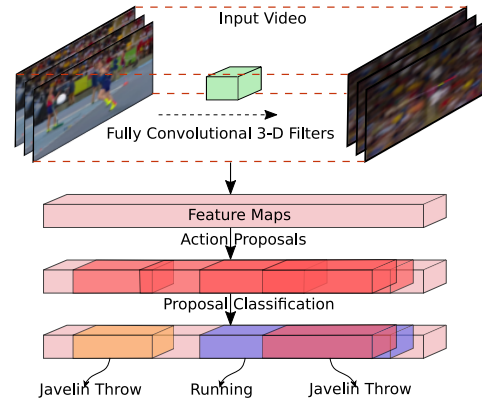 Input Video
Fully Convolutional 3-D Filters
Feature Maps
Action Proposals
Proposal Classification
Javelin Throw
Running
Javelin Throw